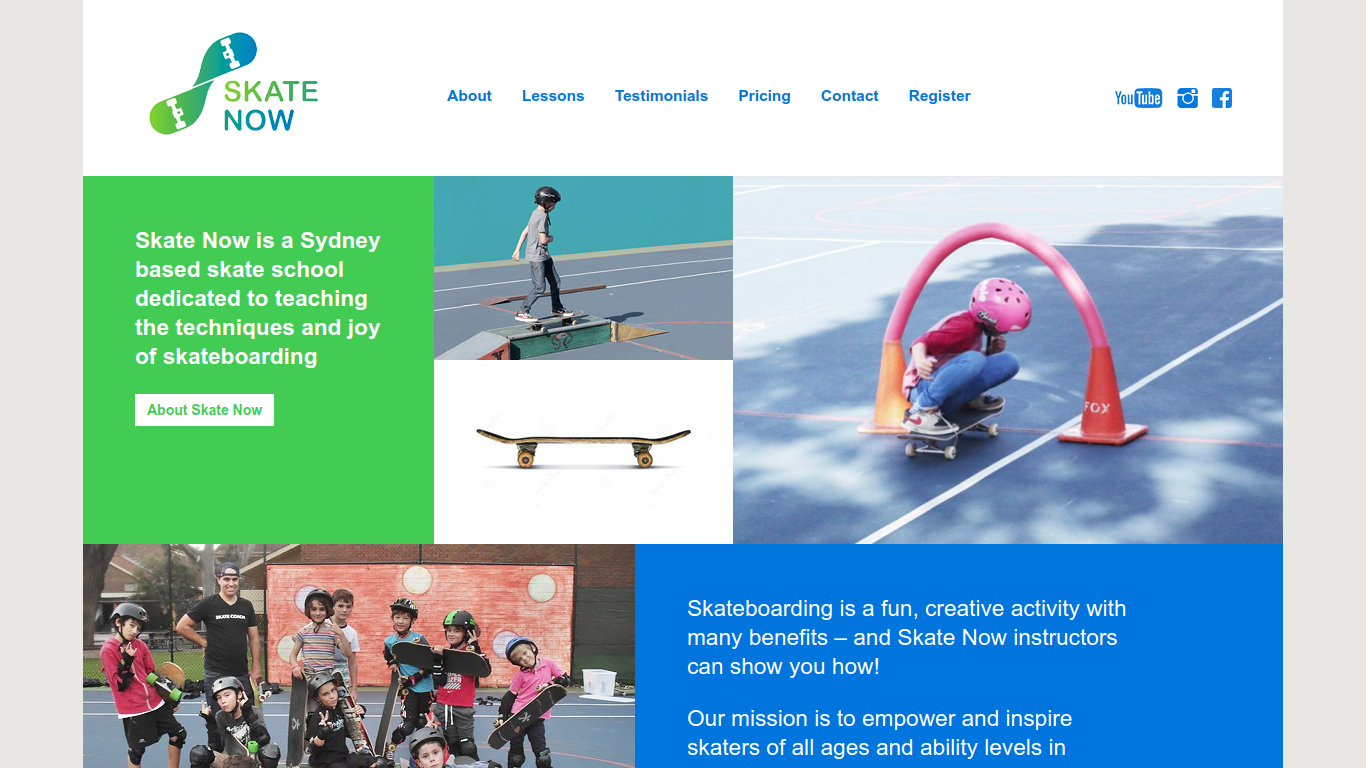 SKATE
NOW
About
Lessons
Testimonials
Pricing
Contact
Register
YouTube
Skate Now is a Sydney
based skate school
dedicated to teaching
the techniques and joy
of skateboarding
About Skate Now
FOX
SKATE COACH
Skateboarding is a fun, creative activity with
many benefits – and Skate Now instructors
can show you how!
Our mission is to empower and inspire
skaters of all ages and ability levels in